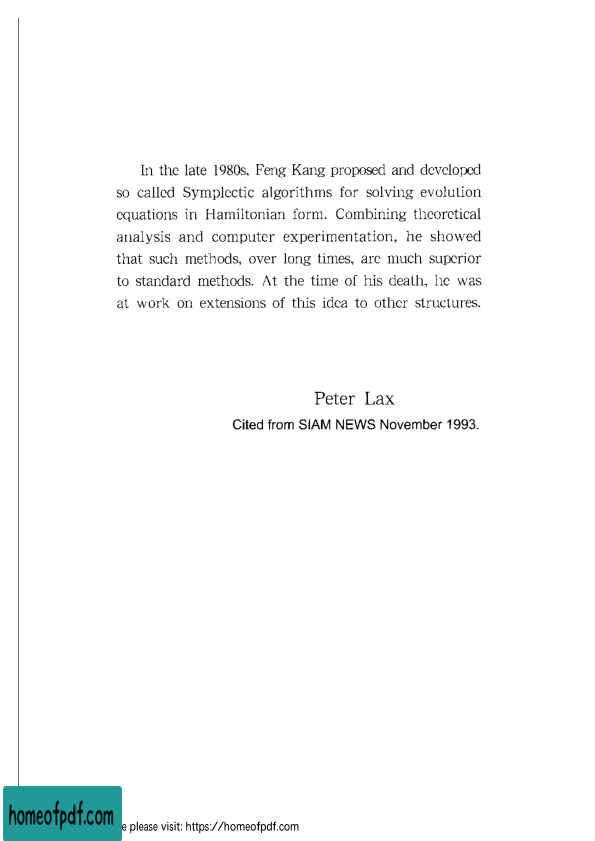 In the late 1980s, Feng Kang proposed and developed
so called Symplectic algorithms for solving evolution
equations in Hamiltonian form. Combining theoretical
analysis and computer experimentation, he showed
that such methods, over long times, are much superior
to standard methods. At the time of his death, he was
at work on extensions of this idea to other structures.
Peter Lax
Cited from SIAM NEWS November 1993.
homeofpdf.com
e please visit: https://homeofpdf.com